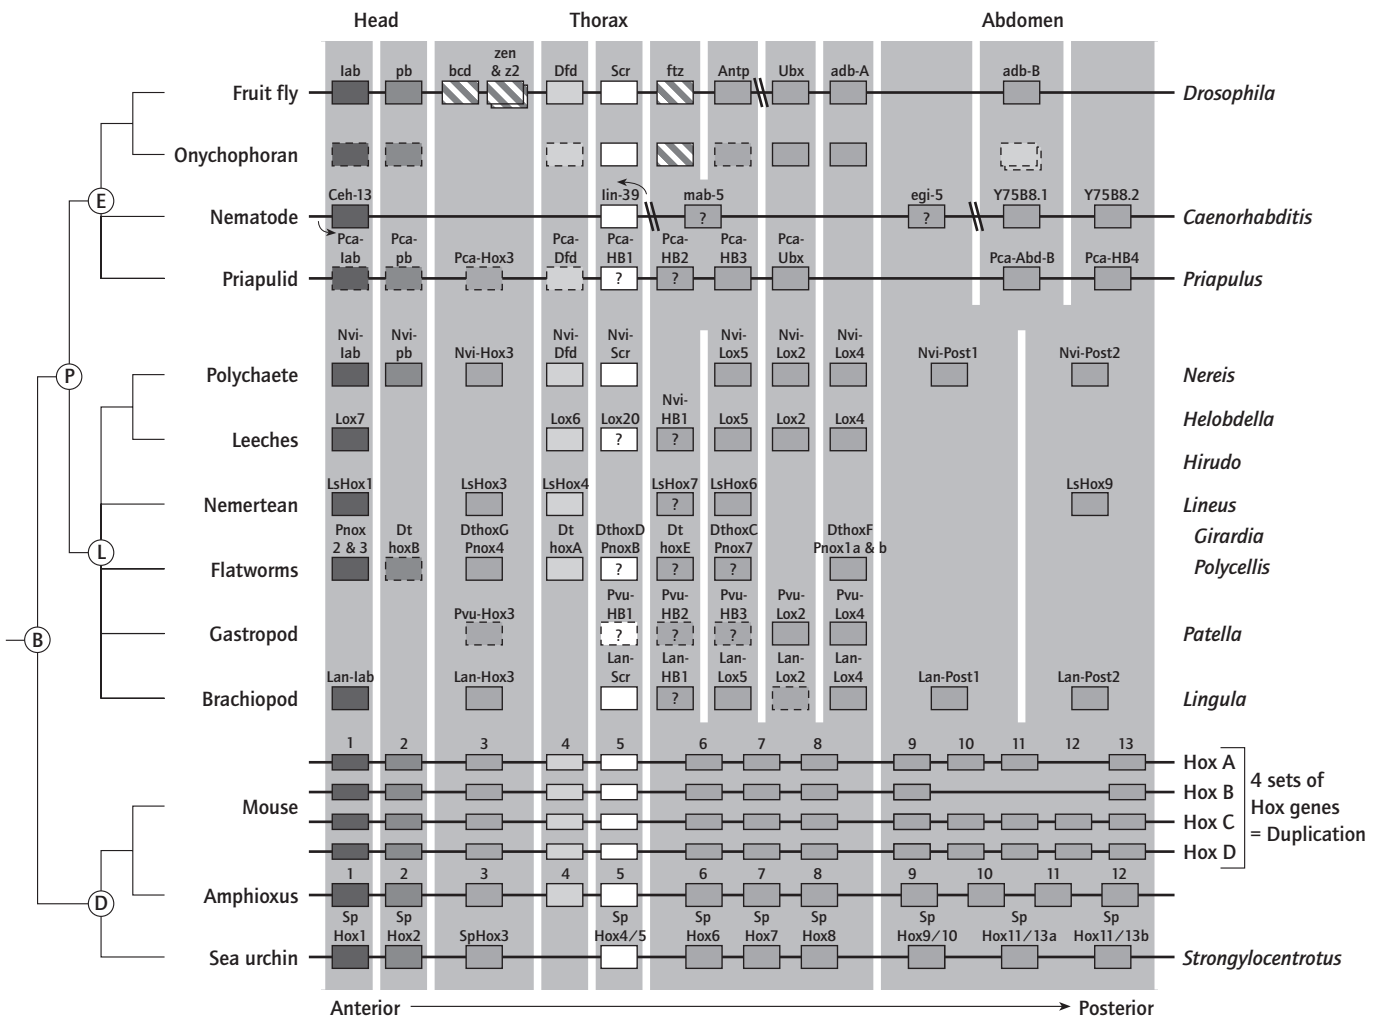 Head Thorax Abdomen
zen
Iab pb bcd & z2 Dfd Scr ftz Antp Ubx adb-A adb-B
Fruit fly Drosophila
Onychophoran
E
Ceh-13 lin-39 mab-5 egi-5 Y75B8.1 Y75B8.2
Nematode ? ? Caenorhabditis
Pca- Pca- Pca- Pca- Pca- Pca- Pca-
Iab pb Pca-Hox3 Dfd HB1 HB2 HB3 Ubx Pca-Abd-B Pca-HB4
Priapulid ? ? Priapulus
Nvi- Nvi- Nvi- Nvi- Nvi- Nvi- Nvi-
Iab pb Nvi-Hox3 Dfd Scr Lox5 Lox2 Lox4 Nvi-Post1 Nvi-Post2
P Polychaete Nereis
Nvi-
Lox7 Lox6 Lox20 HB1 Lox5 Lox2 Lox4 Helobdella
Leeches ? ?
Hirudo
LsHox1 LsHox3 LsHox4 LsHox7 LsHox6 LsHox9
Nemertean ? Lineus
Pnox Dt DthoxG Dt DthoxD Dt DthoxC DthoxF Girardia
2 & 3 hoxB Pnox4 hoxA PnoxB hoxE Pnox7 Pnox1a & b
L Flatworms ? ? ? Polycellis
Pvu- Pvu- Pvu- Pvu- Pvu-
Pvu-Hox3 HB1 HB2 HB3 Lox2 Lox4
B Gastropod ? ? ? Patella
Lan- Lan- Lan- Lan- Lan-
Lan-Iab Lan-Hox3 Scr HB1 Lox5 Lox2 Lox4 Lan-Post1 Lan-Post2
Brachiopod ? Lingula
1 2 3 4 5 6 7 8 9 10 11 12 13
Hox A
Hox B
Mouse
Hox C
Hox D
4 sets of
Hox genes
= Duplication
1 2 3 4 5 6 7 8 9 10 11 12
D Amphioxus
Sp Sp Sp Sp Sp Sp Sp Sp Sp
Hox1 Hox2 SpHox3 Hox4/5 Hox6 Hox7 Hox8 Hox9/10 Hox11/13a Hox11/13b
Sea urchin Strongylocentrotus
Anterior Posterior